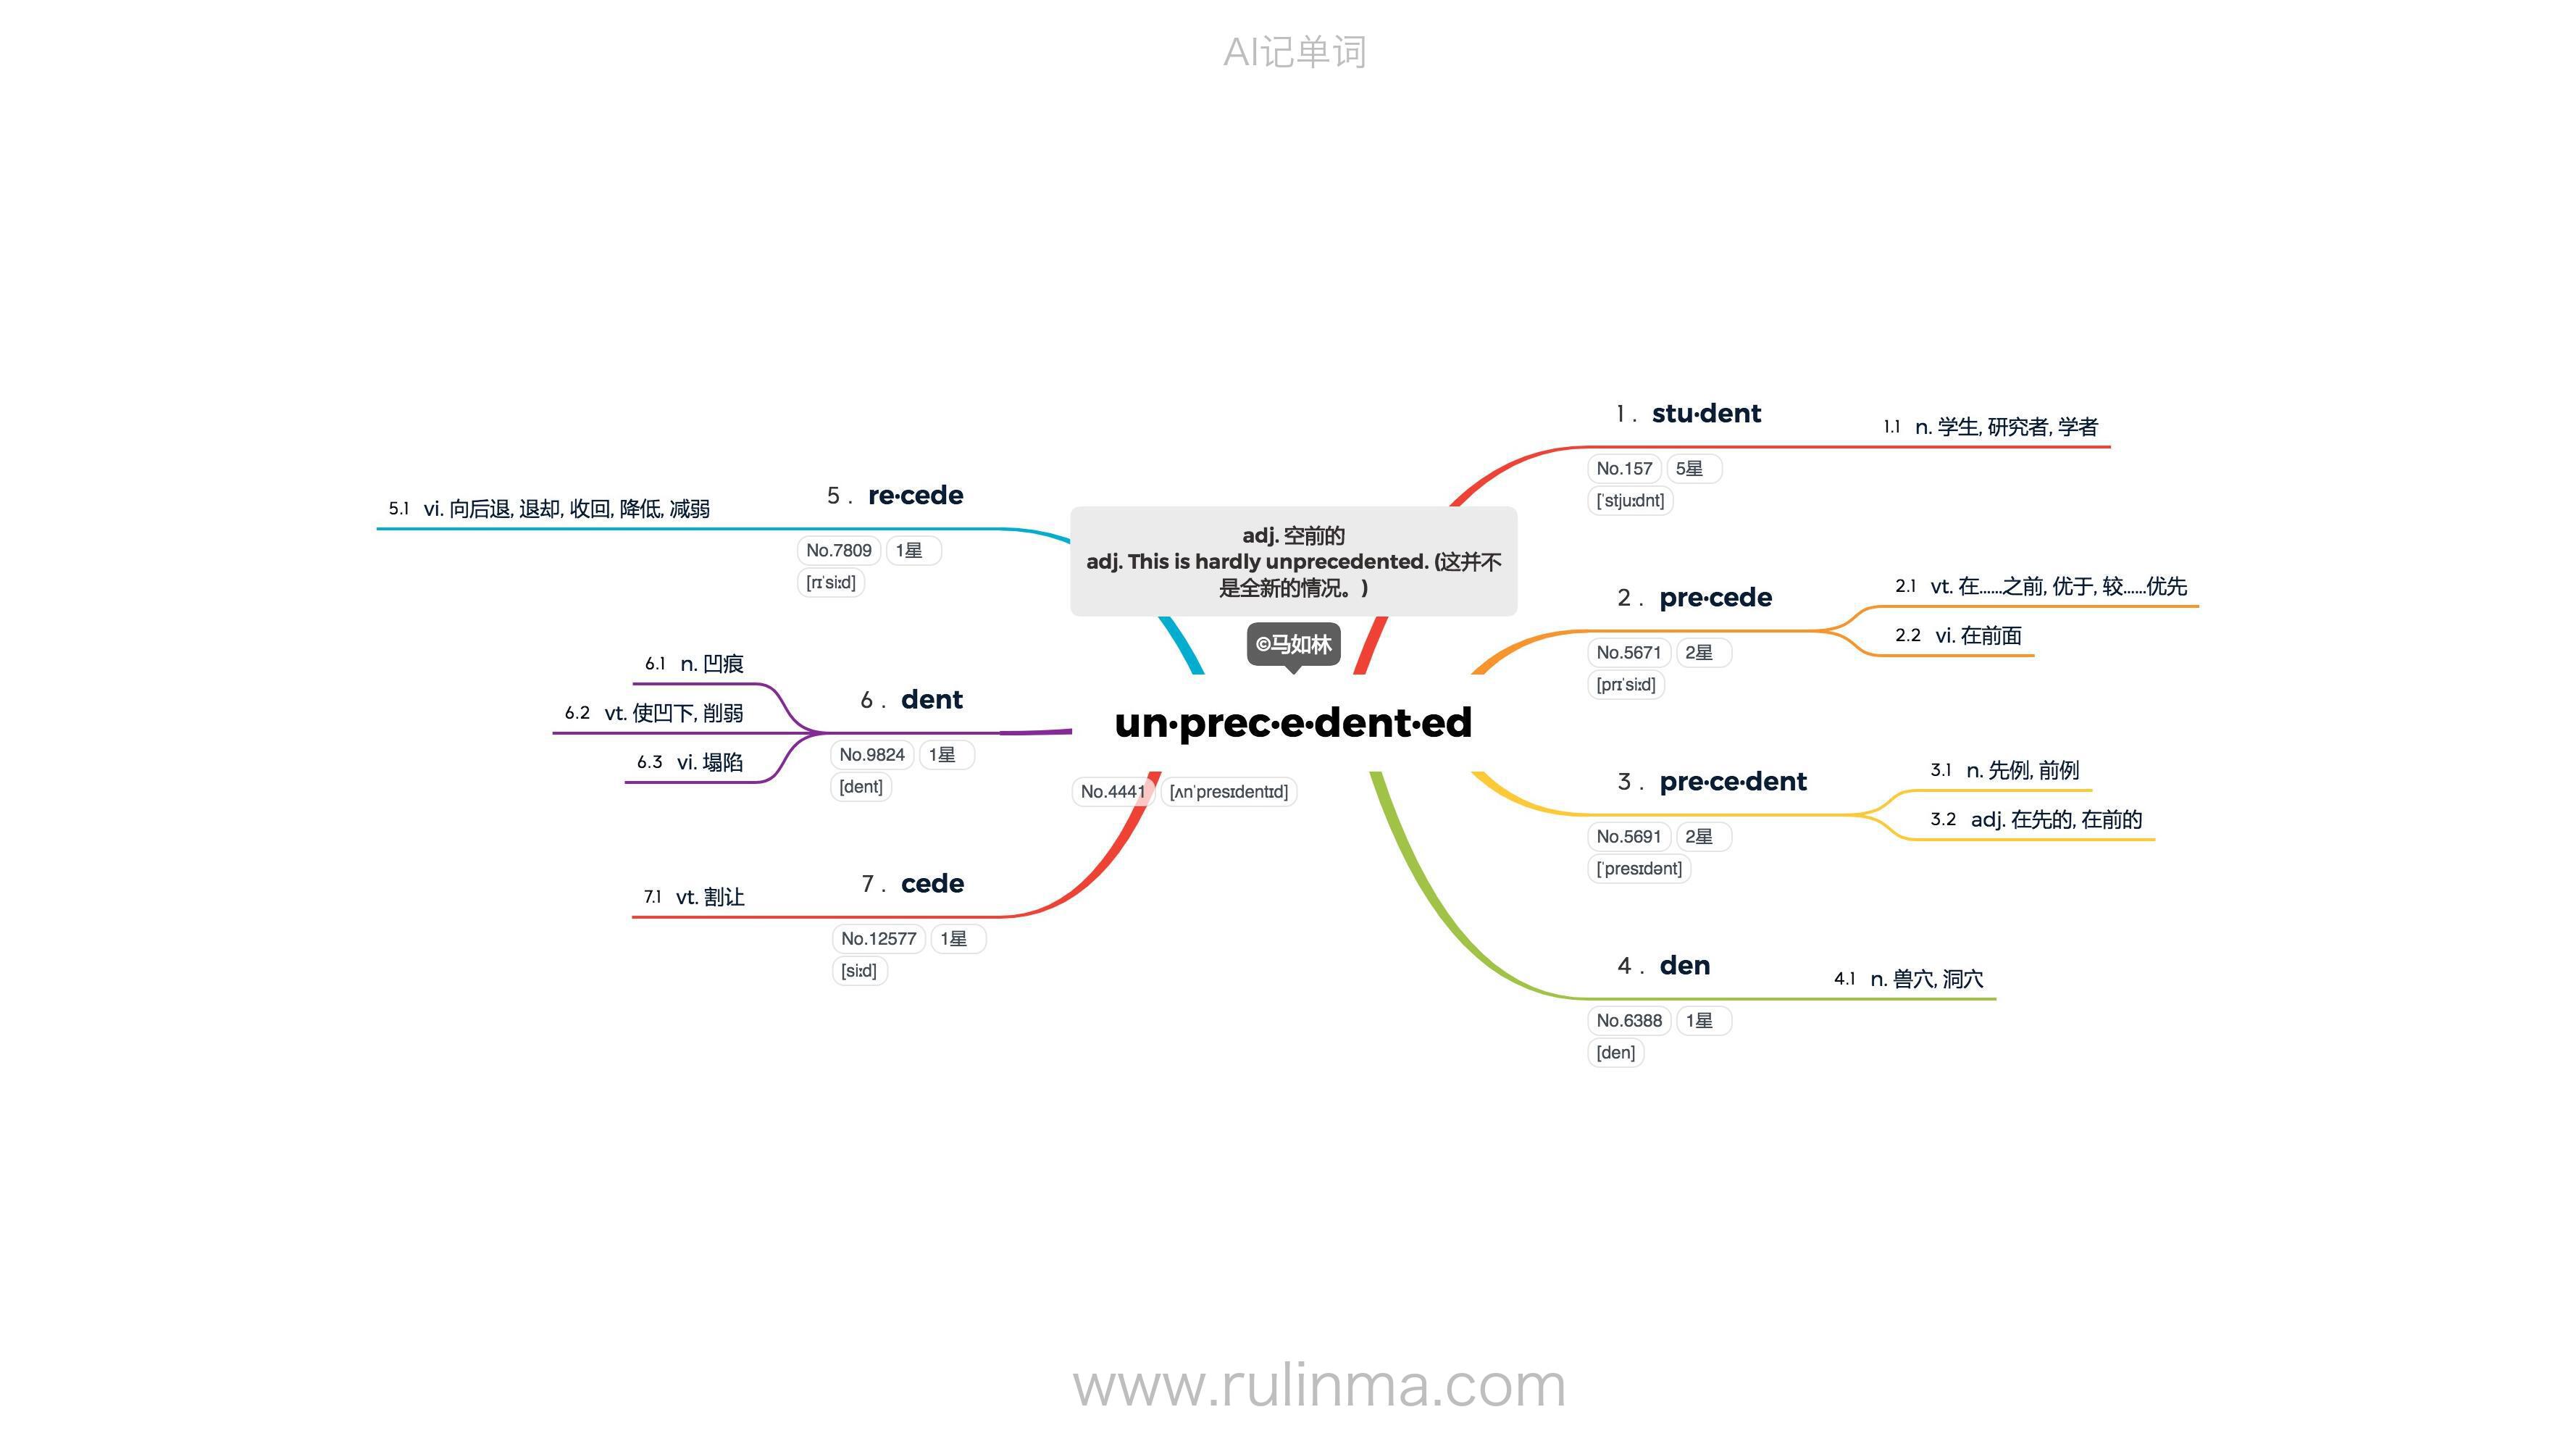 AI记单词
adj. 空前的
adj. This is hardly unprecedented. (这并不
是全新的情况。)
©马如林
un·prec·e·dent·ed
No.4441 [ʌnˈpresɪdentɪd]
1. stu·dent
No.157 5星
[ˈstjuːdnt]
1.1 n. 学生, 研究者, 学者
2. pre·cede
No.5671 2星
[prɪˈsiːd]
2.1 vt. 在……之前, 优于, 较……优先
2.2 vi. 在前面
3. pre·ce·dent
No.5691 2星
[ˈpresɪdənt]
3.1 n. 先例, 前例
3.2 adj. 在先的, 在前的
4. den
No.6388 1星
[den]
4.1 n. 兽穴, 洞穴
5. re·cede
No.7809 1星
[rɪˈsiːd]
5.1 vi. 向后退, 退却, 收回, 降低, 减弱
6. dent
No.9824 1星
[dent]
6.1 n. 凹痕
6.2 vt. 使凹下, 削弱
6.3 vi. 塌陷
7. cede
No.12577 1星
[siːd]
7.1 vt. 割让
www.rulinma.com